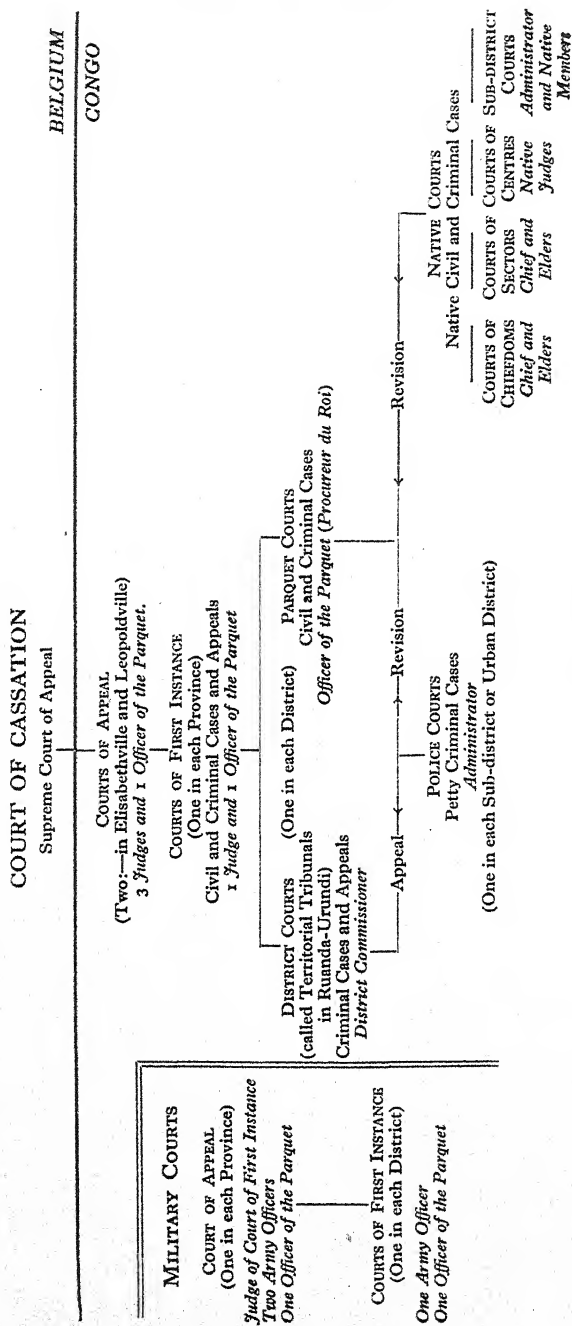 COURT OF CASSATION
Supreme Court of Appeal
BELGIUM
CONGO
COURTS OF APPEAL
(Two:—in Elisabethville and Leopoldville)
3 Judges and 1 Officer of the Parquet.
COURTS OF FIRST INSTANCE
(One in each Province)
Civil and Criminal Cases and Appeals
1 Judge and 1 Officer of the Parquet
DISTRICT COURTS (One in each District)
(called Territorial Tribunals
in Ruanda-Urundi)
Criminal Cases and Appeals
District Commissioner
PARQUET COURTS
Civil and Criminal Cases
Officer of the Parquet (Procureur du Roi)
Appeal
Revision
Revision
POLICE COURTS
Petty Criminal Cases
Administrator
(One in each Sub-district or Urban District)
NATIVE COURTS
Native Civil and Criminal Cases
COURTS OF
CHIEFDOMS
Chief and
Elders
COURTS OF
SECTORS
Chief and
Elders
COURTS OF
CENTRES
Native
Judges
SUB-DISTRICT
COURTS
Administrator
and Native
Members
MILITARY COURTS
COURT OF APPEAL
(One in each Province)
Judge of Court of First Instance
Two Army Officers
One Officer of the Parquet
COURTS OF FIRST INSTANCE
(One in each District)
One Army Officer
One Officer of the Parquet